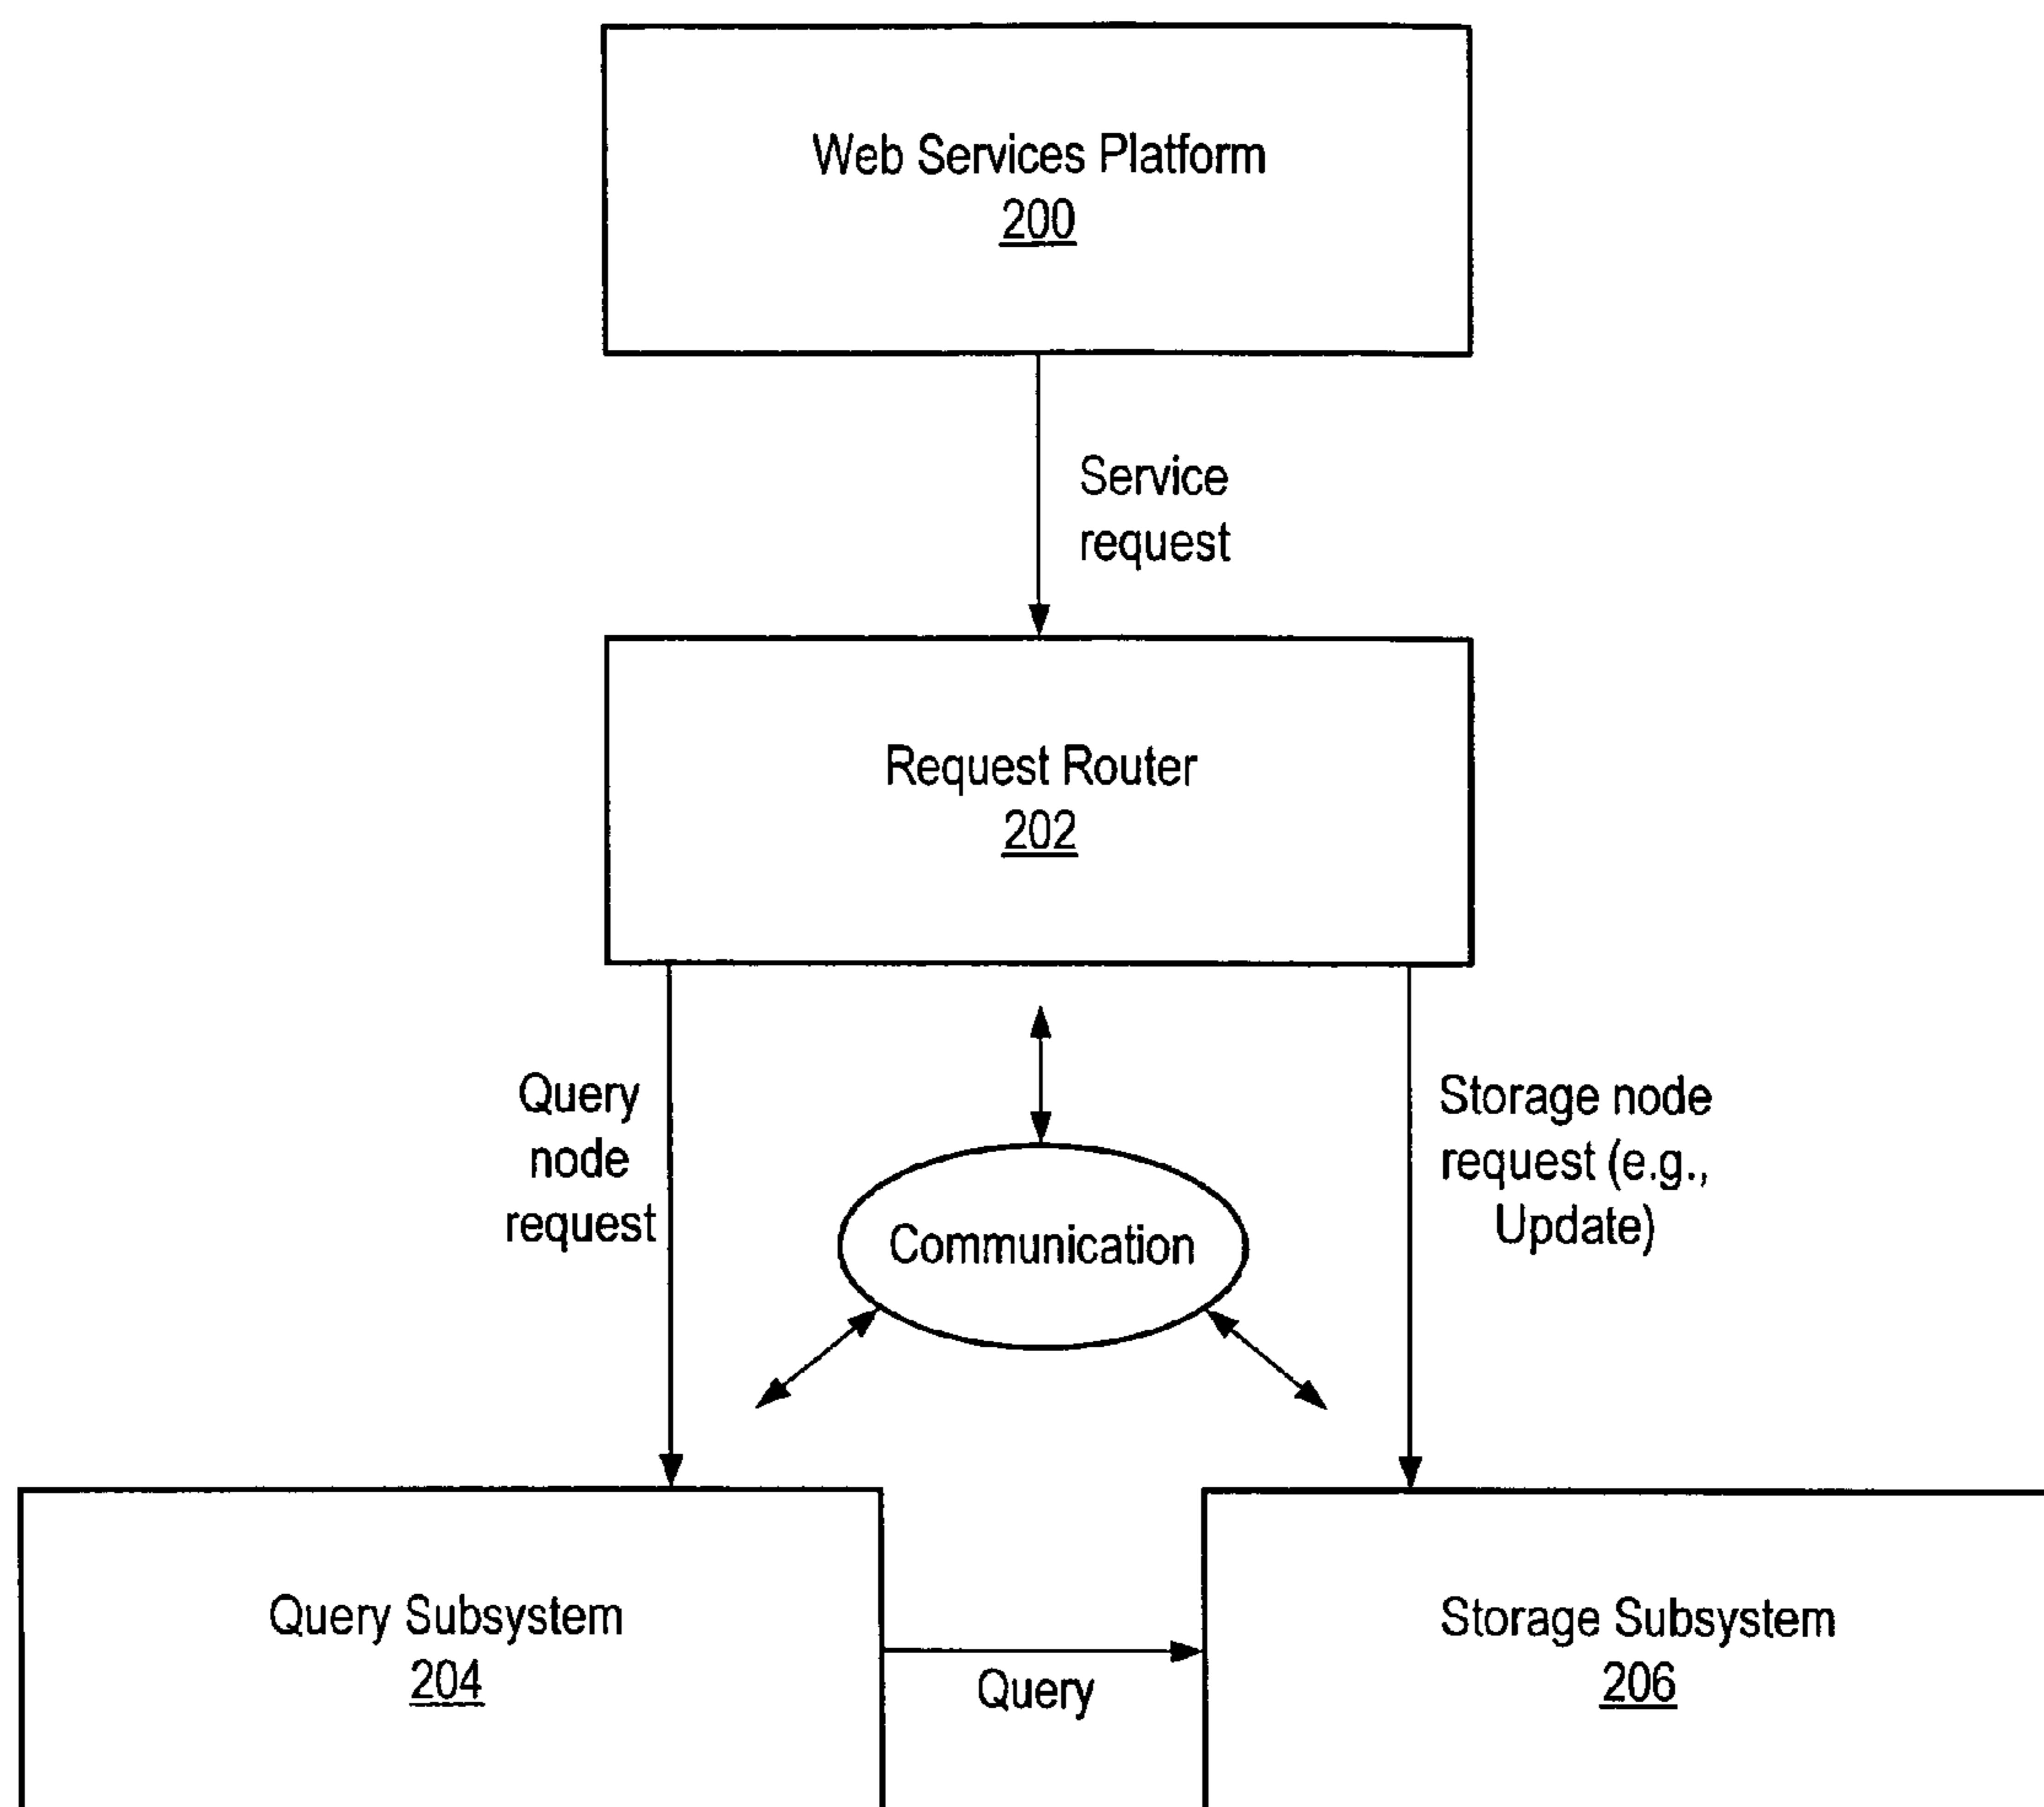 Web Services Platform
200
Service
request
Request Router
202
Query
node
request
Storage node
request (e.g.,
Update)
Communication
Query Subsystem
204
Query
Storage Subsystem
206